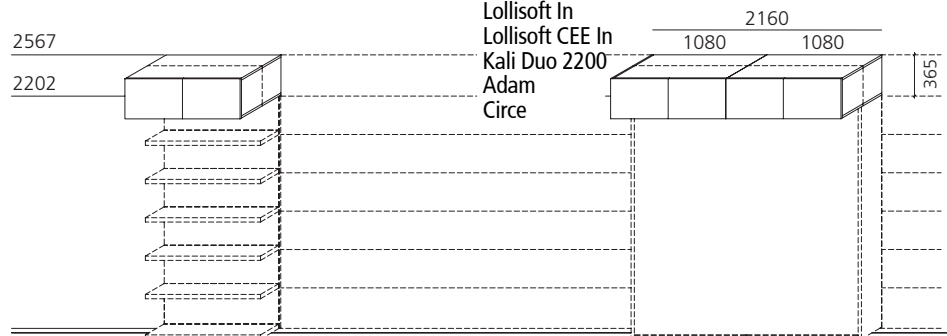 Lollisoft In
Lollisoft CEE In
Kali Duo 2200
Adam
Circe
2567
2202
2160
1080 1080
365